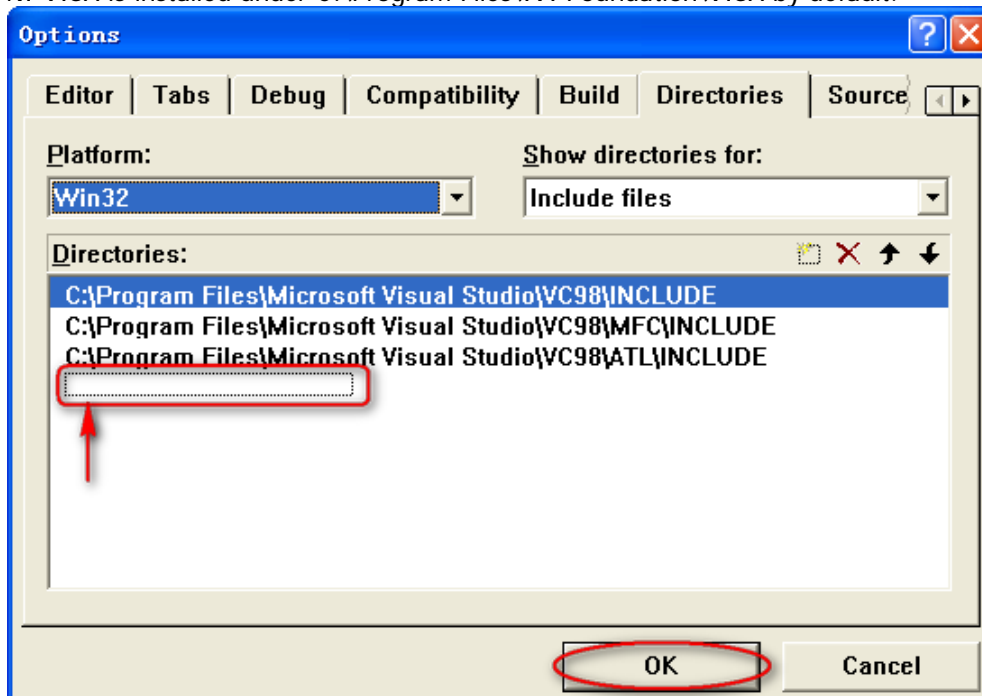 Options
Editor Tabs Debug Compatibility Build Directories Source
Platform: Show directories for:
Win32 Include files
Directories:
C:\Program Files\Microsoft Visual Studio\VC98\INCLUDE
C:\Program Files\Microsoft Visual Studio\VC98\MFC\INCLUDE
C:\Program Files\Microsoft Visual Studio\VC98\ATL\INCLUDE
OK Cancel